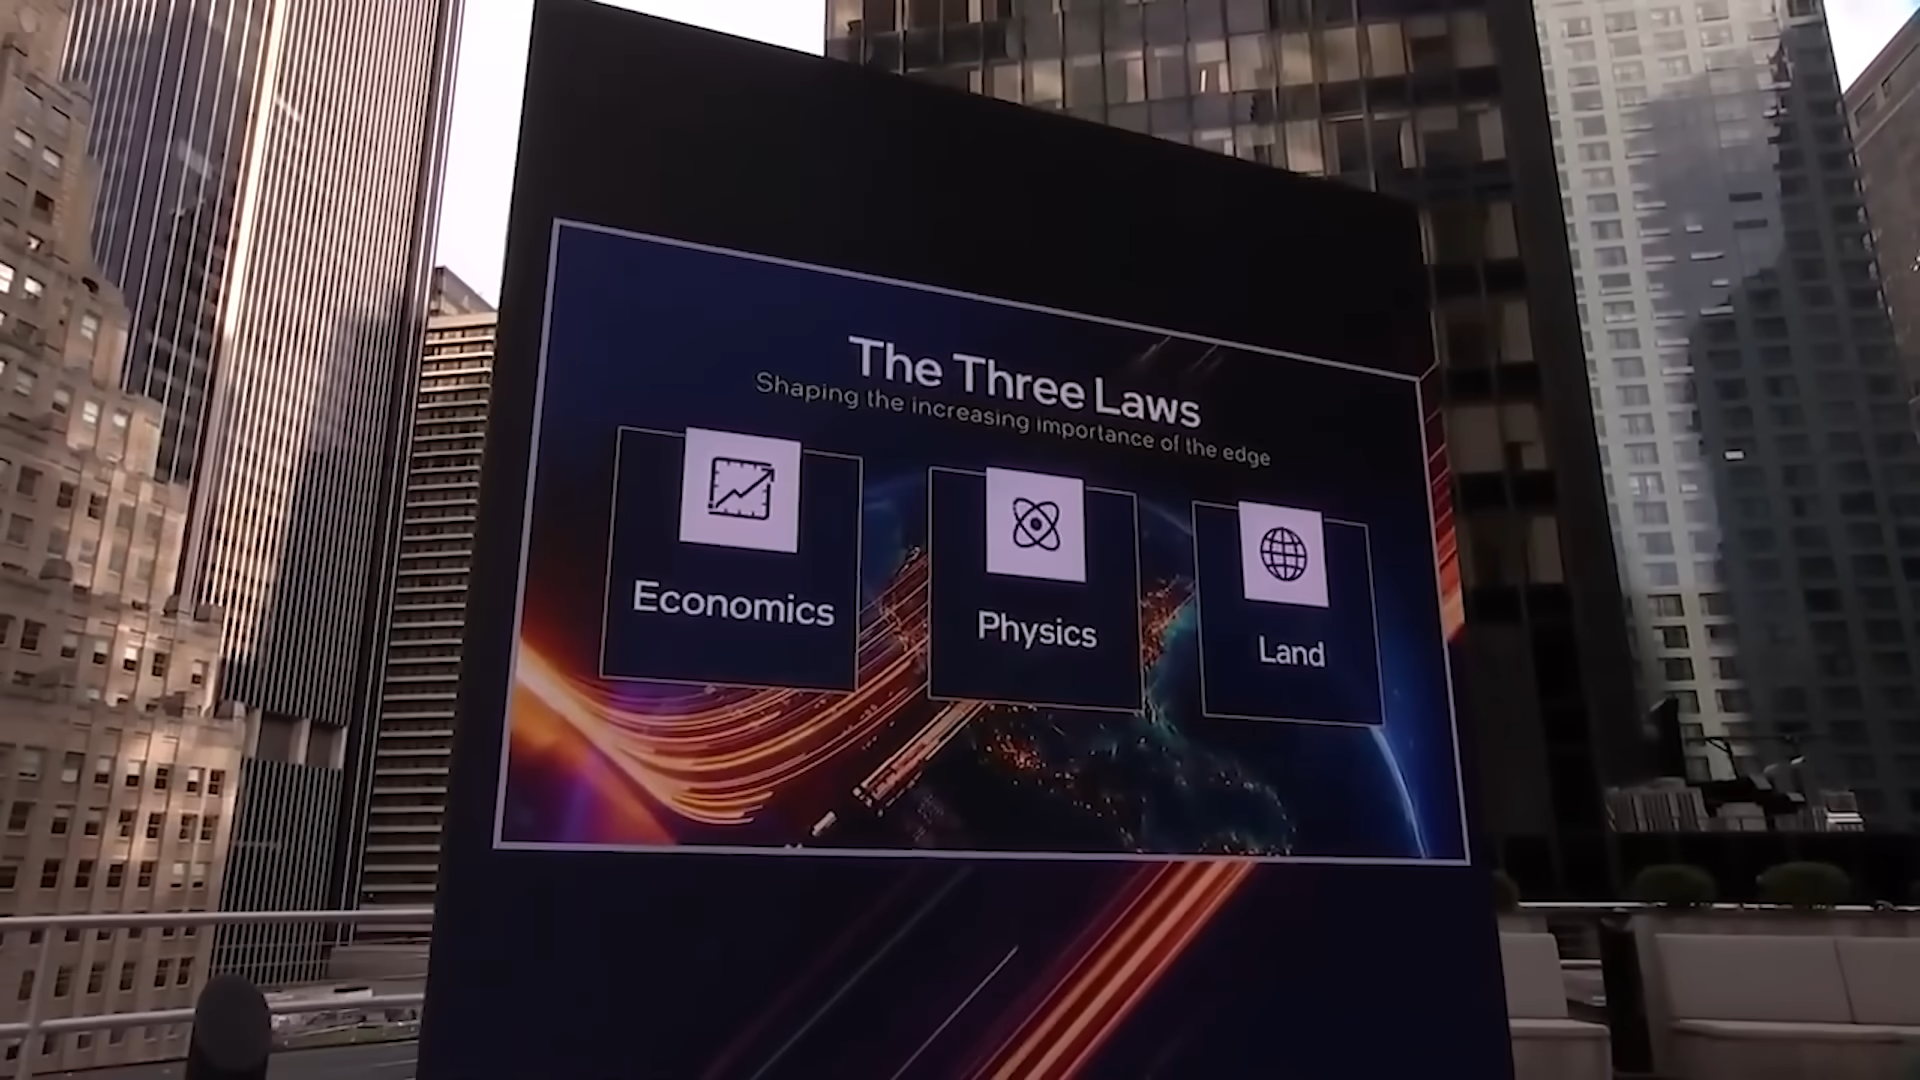 The Three Laws
Shaping the increasing importance of the edge
Economics
Physics
Land